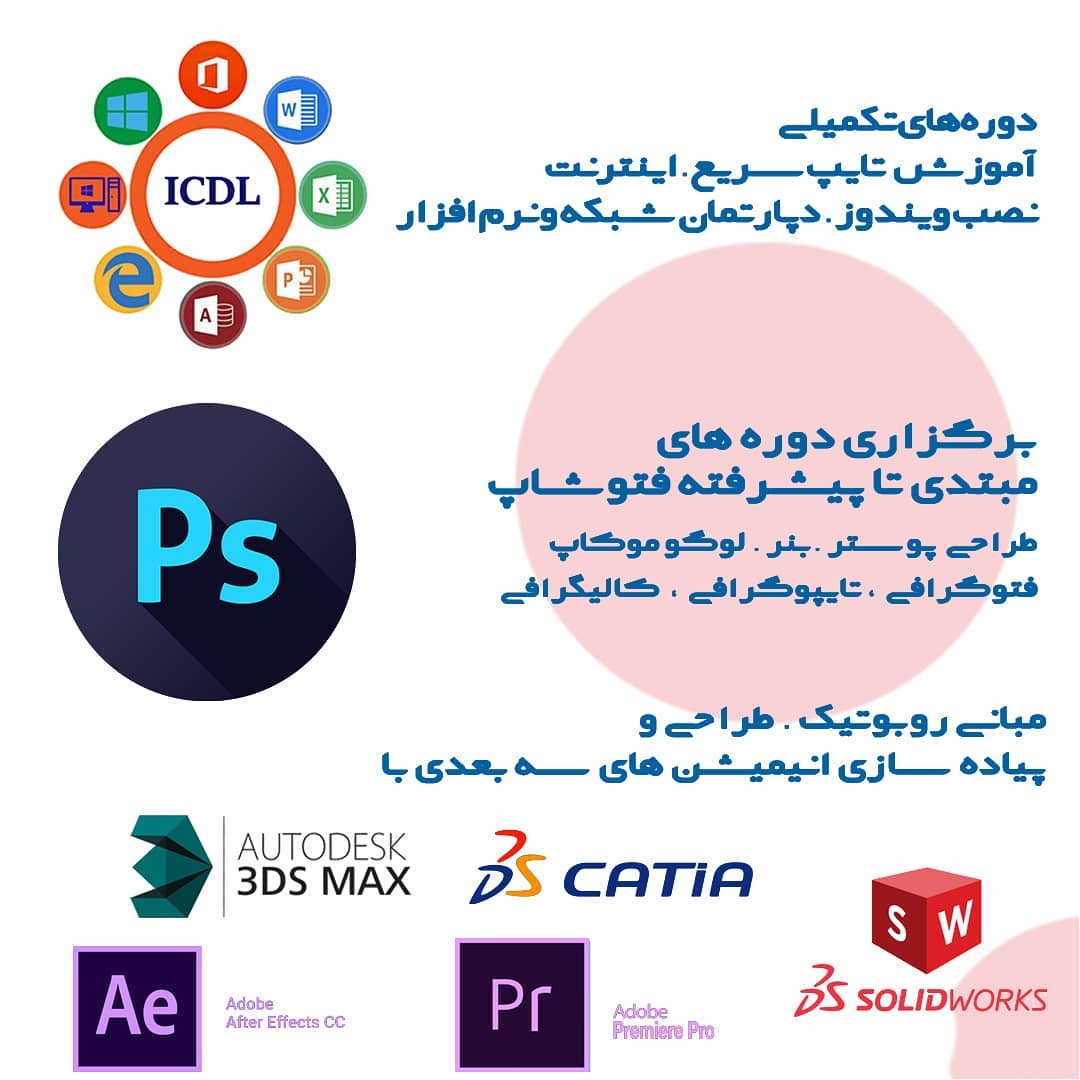 ICDL
W
X
P
A
دوره‌های تکمیلی
آموزش تایپ سریع . اینترنت
نصب ویندوز . دپارتمان شبکه و نرم افزار
Ps
برگزاری دوره های
مبتدی تا پیشرفته فتوشاپ
طراحی پوستر . بنر . لوگو موکاپ
فتوگرافی ، تایپوگرافی ، کالیگرافی
مبانی روبوتیک . طراحی و
پیاده سازی انیمیشن های سه بعدی با
AUTODESK
3DS MAX
CATIA
S W
SOLIDWORKS
Ae
Adobe
After Effects CC
Pr
Adobe
Premiere Pro